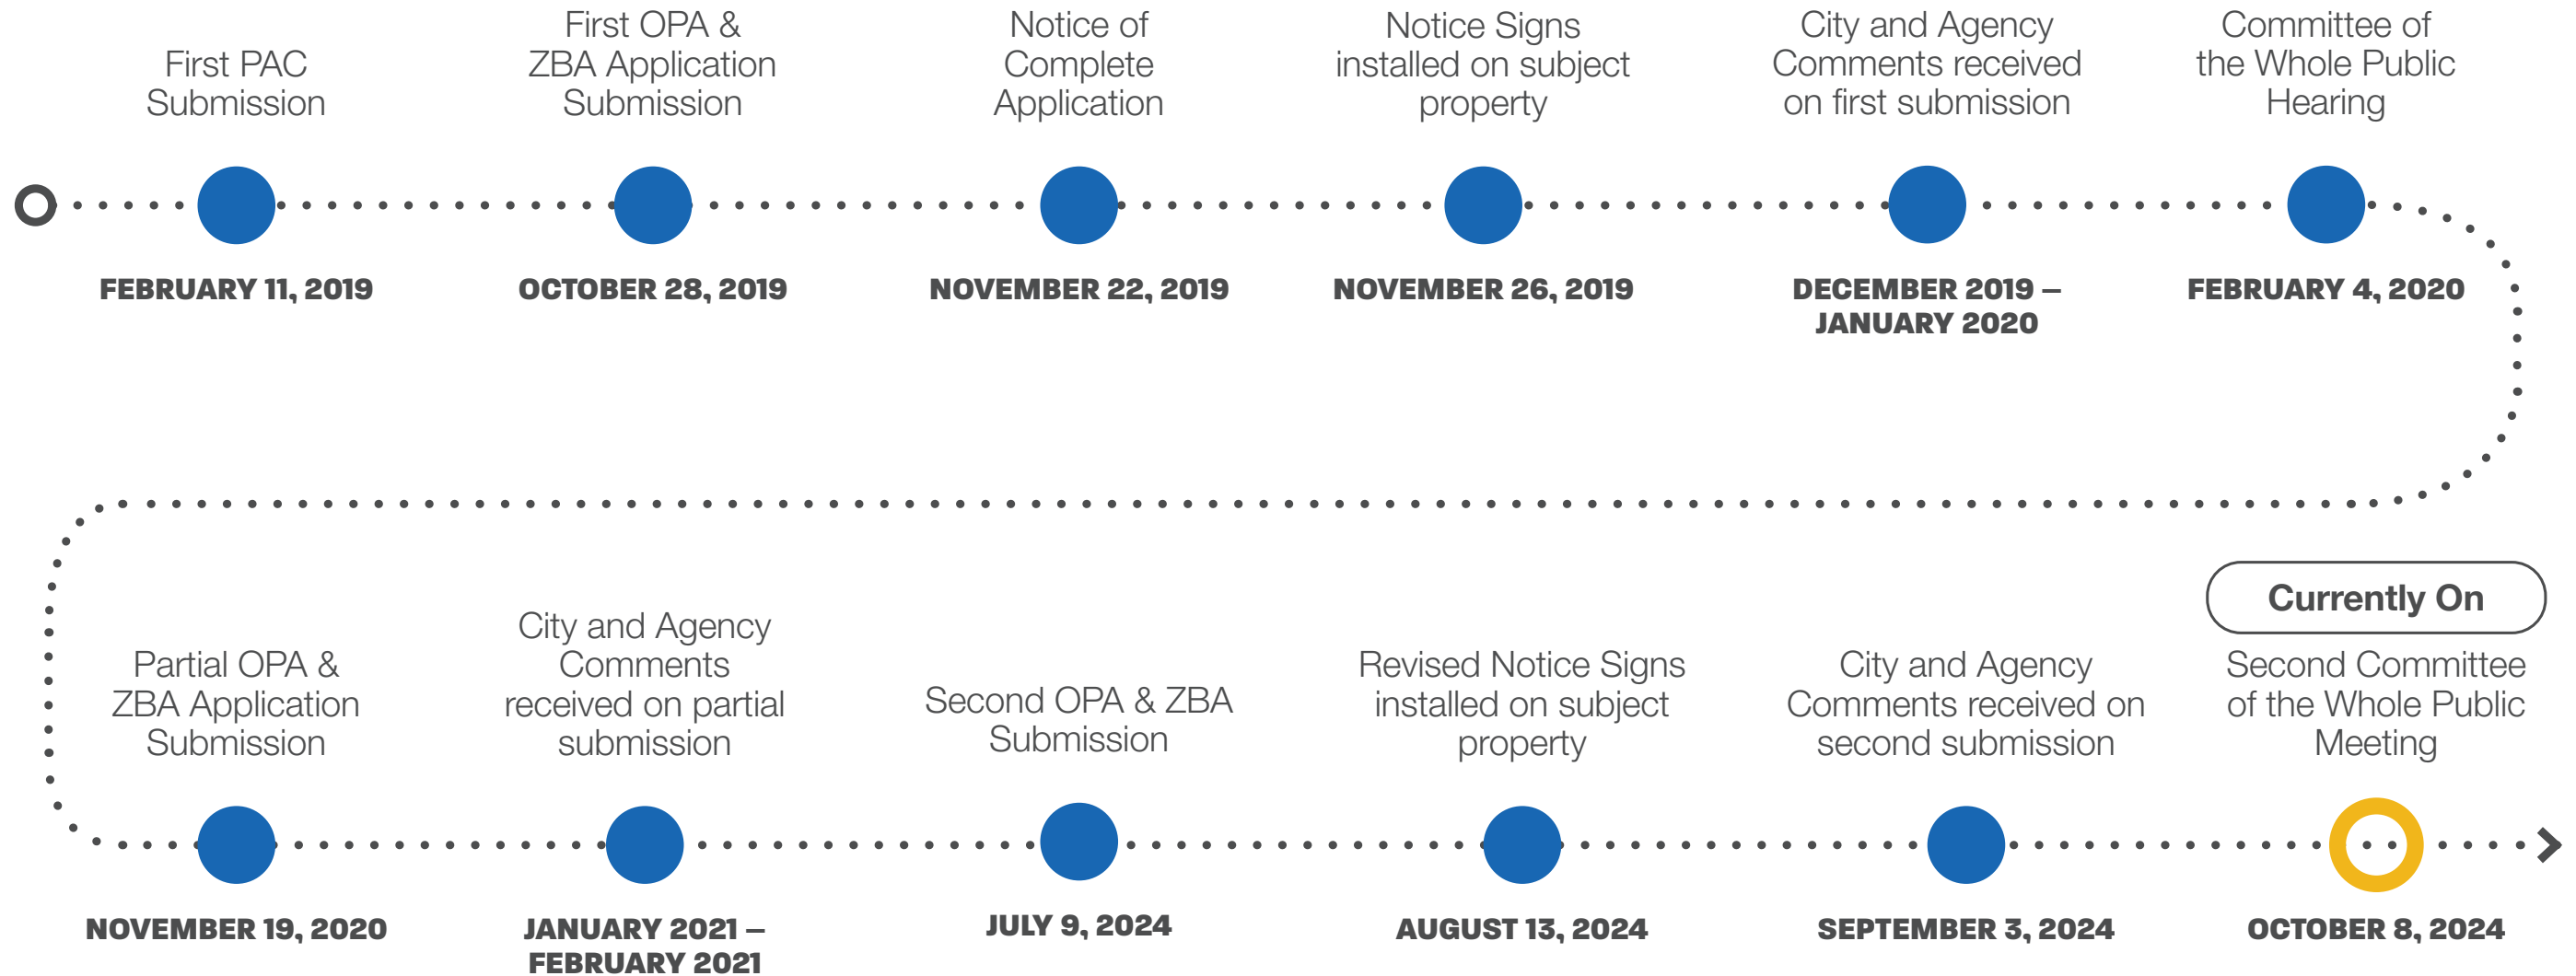 First PAC
Submission
FEBRUARY 11, 2019
First OPA &
ZBA Application
Submission
OCTOBER 28, 2019
Notice of
Complete
Application
NOVEMBER 22, 2019
Notice Signs
installed on subject
property
NOVEMBER 26, 2019
City and Agency
Comments received
on first submission
DECEMBER 2019 –
JANUARY 2020
Committee of
the Whole Public
Hearing
FEBRUARY 4, 2020
Partial OPA &
ZBA Application
Submission
NOVEMBER 19, 2020
City and Agency
Comments
received on partial
submission
JANUARY 2021 –
FEBRUARY 2021
Second OPA & ZBA
Submission
JULY 9, 2024
Revised Notice Signs
installed on subject
property
AUGUST 13, 2024
City and Agency
Comments received on
second submission
SEPTEMBER 3, 2024
Currently On
Second Committee
of the Whole Public
Meeting
OCTOBER 8, 2024